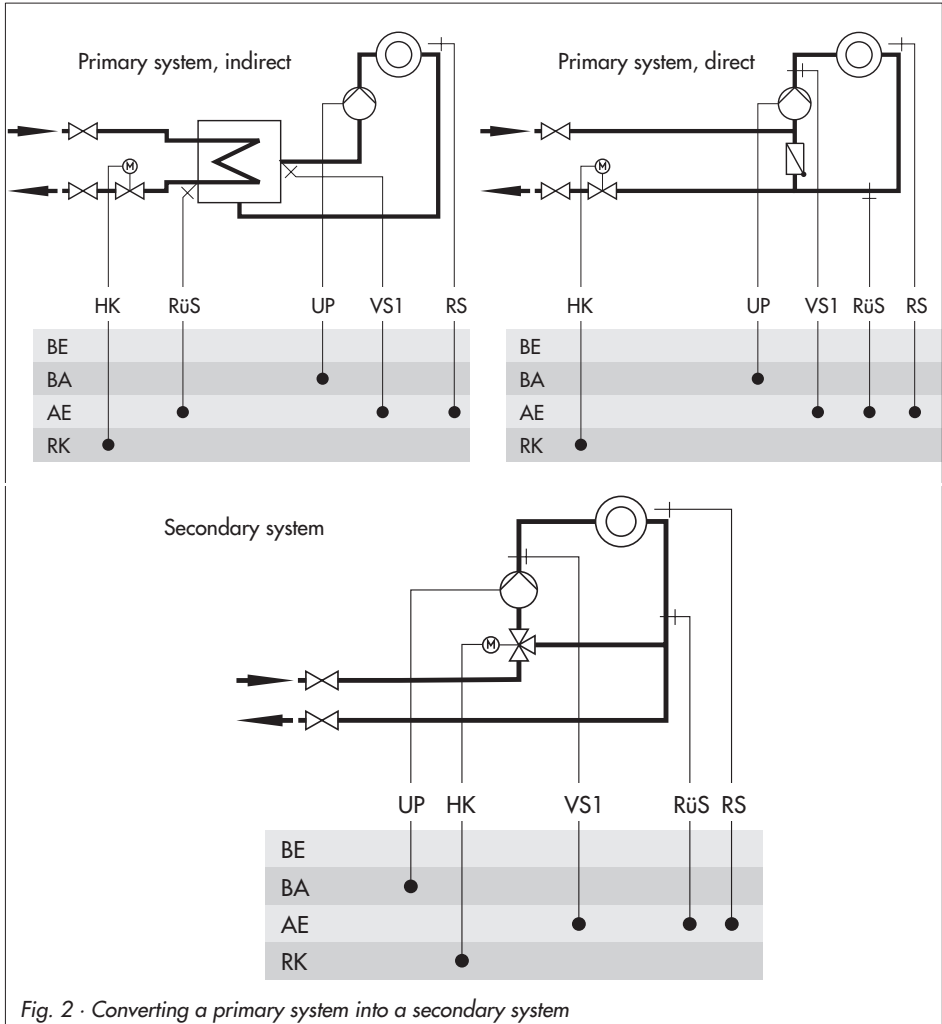 Primary system, indirect
M
HK RüS UP VS1 RS
BE
BA
AE
RK
Primary system, direct
M
HK UP VS1 RüS RS
BE
BA
AE
RK
Secondary system
M
UP HK VS1 RüS RS
BE
BA
AE
RK
Fig. 2 · Converting a primary system into a secondary system